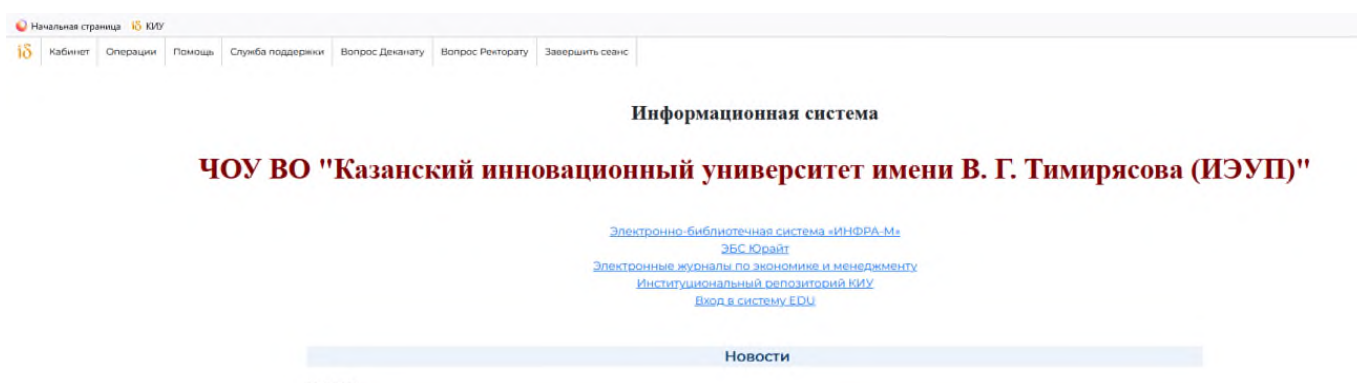 Начальная страница iδ КИУ
iδ Кабинет Операции Помощь Служба поддержки Вопрос Деканату Вопрос Ректорату Завершить сеанс
Информационная система
ЧОУ ВО "Казанский инновационный университет имени В. Г. Тимирясова (ИЭУП)"
Электронно-библиотечная система «ИНФРА-М»
ЭБС Юрайт
Электронные журналы по экономике и менеджменту
Институциональный репозиторий КИУ
Вход в систему EDU
Новости